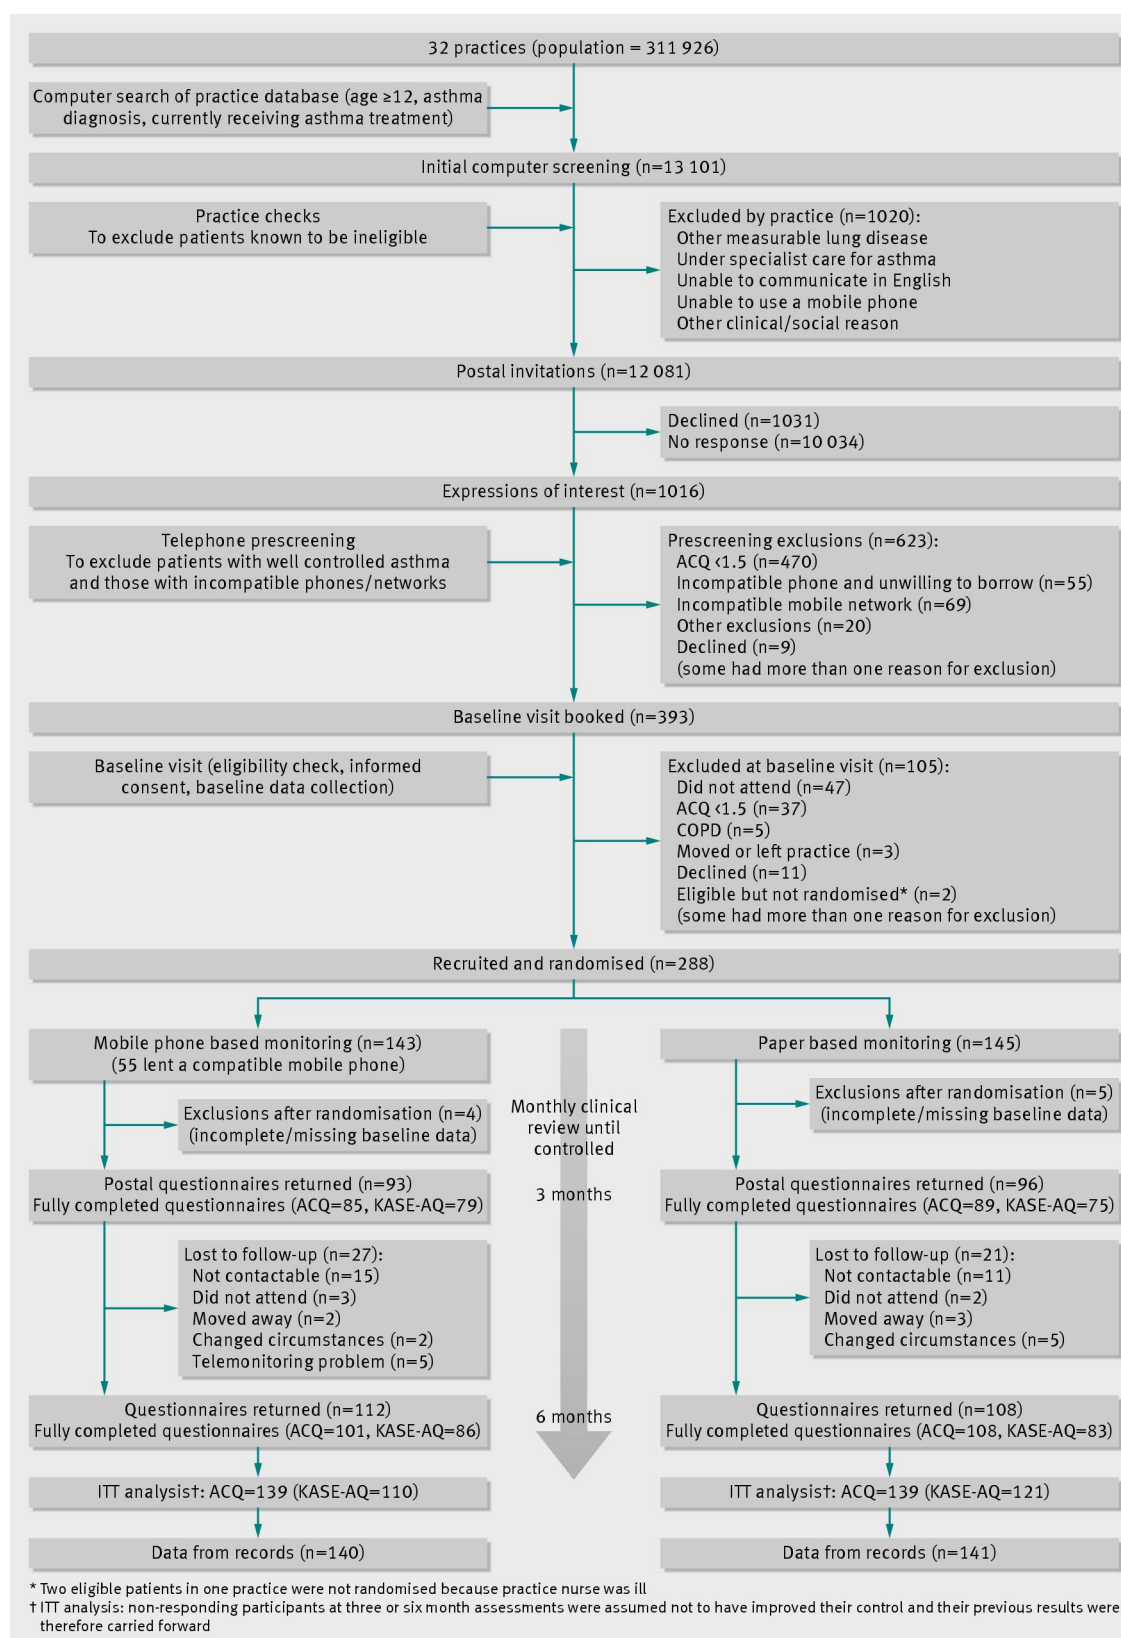 32 practices (population = 311 926)
Computer search of practice database (age ≥12, asthma
diagnosis, currently receiving asthma treatment)
Initial computer screening (n=13 101)
Practice checks
To exclude patients known to be ineligible
Excluded by practice (n=1020):
Other measurable lung disease
Under specialist care for asthma
Unable to communicate in English
Unable to use a mobile phone
Other clinical/social reason
Postal invitations (n=12 081)
Declined (n=1031)
No response (n=10 034)
Expressions of interest (n=1016)
Telephone prescreening
To exclude patients with well controlled asthma
and those with incompatible phones/networks
Prescreening exclusions (n=623):
ACQ <1.5 (n=470)
Incompatible phone and unwilling to borrow (n=55)
Incompatible mobile network (n=69)
Other exclusions (n=20)
Declined (n=9)
(some had more than one reason for exclusion)
Baseline visit booked (n=393)
Baseline visit (eligibility check, informed
consent, baseline data collection)
Excluded at baseline visit (n=105):
Did not attend (n=47)
ACQ <1.5 (n=37)
COPD (n=5)
Moved or left practice (n=3)
Declined (n=11)
Eligible but not randomised* (n=2)
(some had more than one reason for exclusion)
Recruited and randomised (n=288)
Mobile phone based monitoring (n=143)
(55 lent a compatible mobile phone)
Exclusions after randomisation (n=4)
(incomplete/missing baseline data)
Postal questionnaires returned (n=93)
Fully completed questionnaires (ACQ=85, KASE-AQ=79)
Lost to follow-up (n=27):
Not contactable (n=15)
Did not attend (n=3)
Moved away (n=2)
Changed circumstances (n=2)
Telemonitoring problem (n=5)
Questionnaires returned (n=112)
Fully completed questionnaires (ACQ=101, KASE-AQ=86)
ITT analysis†: ACQ=139 (KASE-AQ=110)
Data from records (n=140)
Monthly clinical
review until
controlled
3 months
6 months
Paper based monitoring (n=145)
Exclusions after randomisation (n=5)
(incomplete/missing baseline data)
Postal questionnaires returned (n=96)
Fully completed questionnaires (ACQ=89, KASE-AQ=75)
Lost to follow-up (n=21):
Not contactable (n=11)
Did not attend (n=2)
Moved away (n=3)
Changed circumstances (n=5)
Questionnaires returned (n=108)
Fully completed questionnaires (ACQ=108, KASE-AQ=83)
ITT analysis†: ACQ=139 (KASE-AQ=121)
Data from records (n=141)
* Two eligible patients in one practice were not randomised because practice nurse was ill
† ITT analysis: non-responding participants at three or six month assessments were assumed not to have improved their control and their previous results were
therefore carried forward